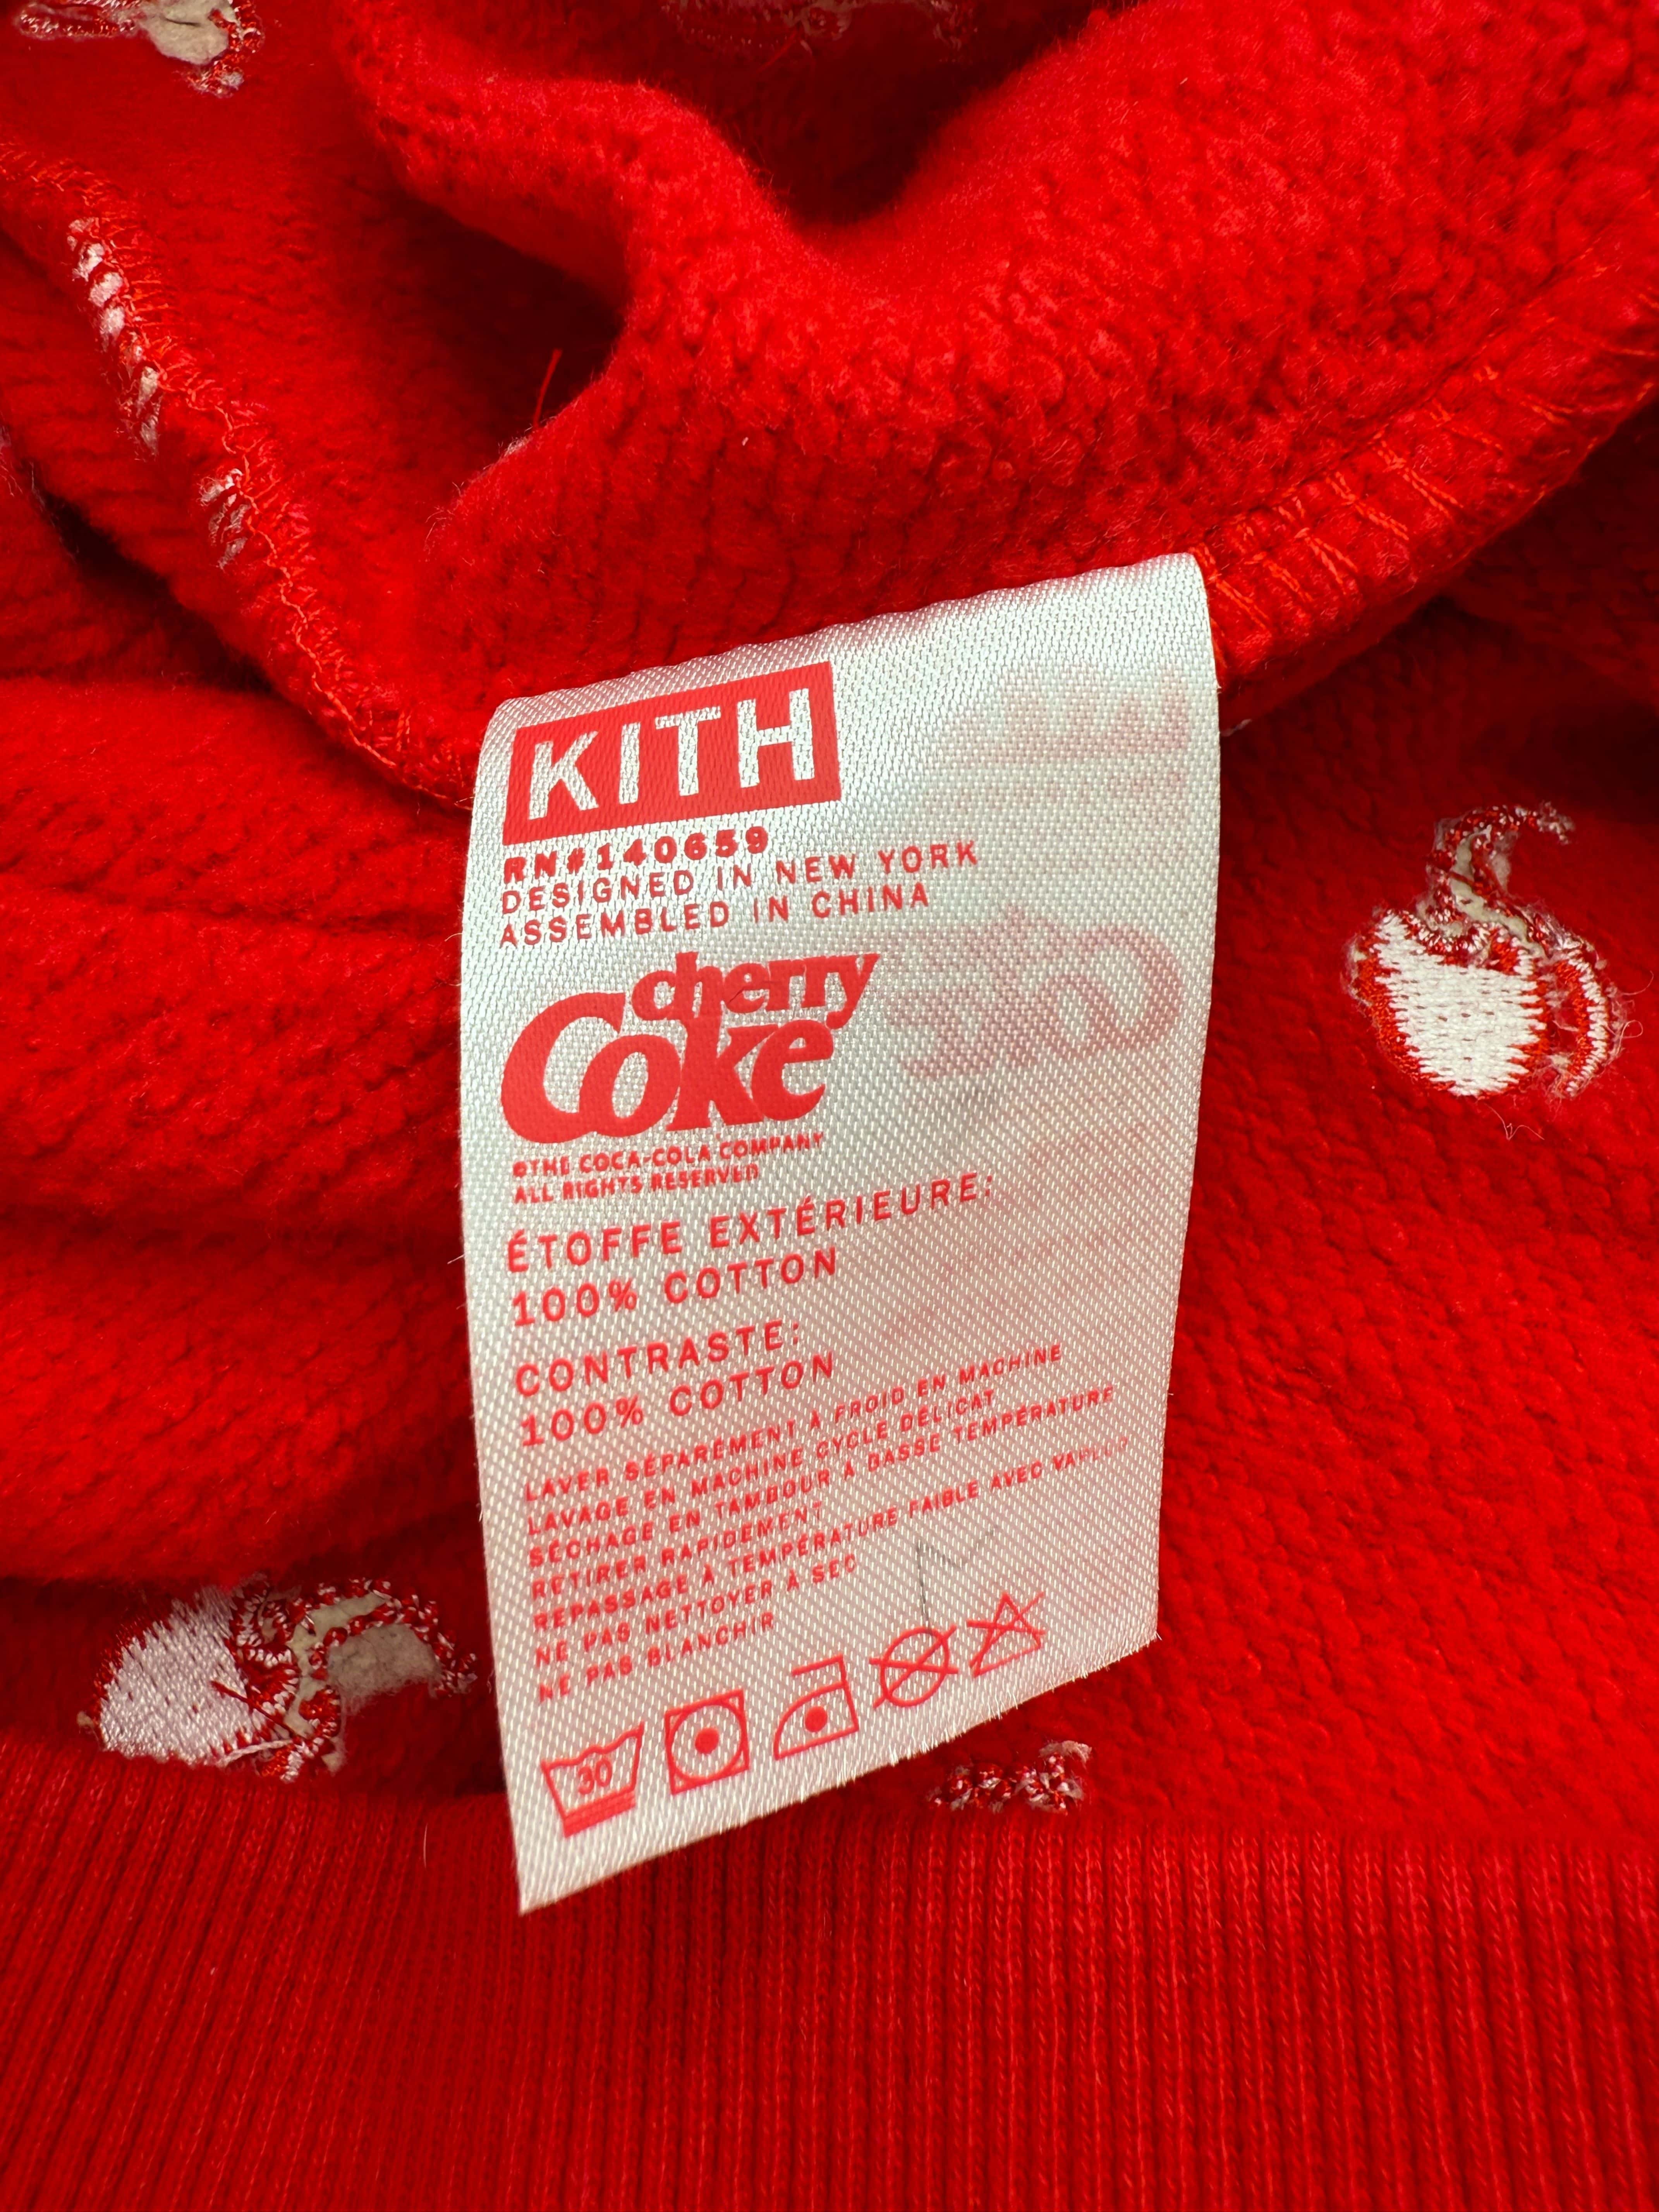 KITH
RN#140659
DESIGNED IN NEW YORK
ASSEMBLED IN CHINA
cherry
Coke
©THE COCA-COLA COMPANY
ALL RIGHTS RESERVED
ÉTOFFE EXTÉRIEURE:
100% COTTON
CONTRASTE:
100% COTTON
LAVER SÉPARÉMENT À FROID EN MACHINE
LAVAGE EN MACHINE CYCLE DÉLICAT
SÉCHAGE EN TAMBOUR À BASSE TEMPÉRATURE
RETIRER RAPIDEMENT
REPASSAGE À TEMPÉRATURE FAIBLE AVEC VAPEUR
NE PAS NETTOYER À SEC
NE PAS BLANCHIR
30